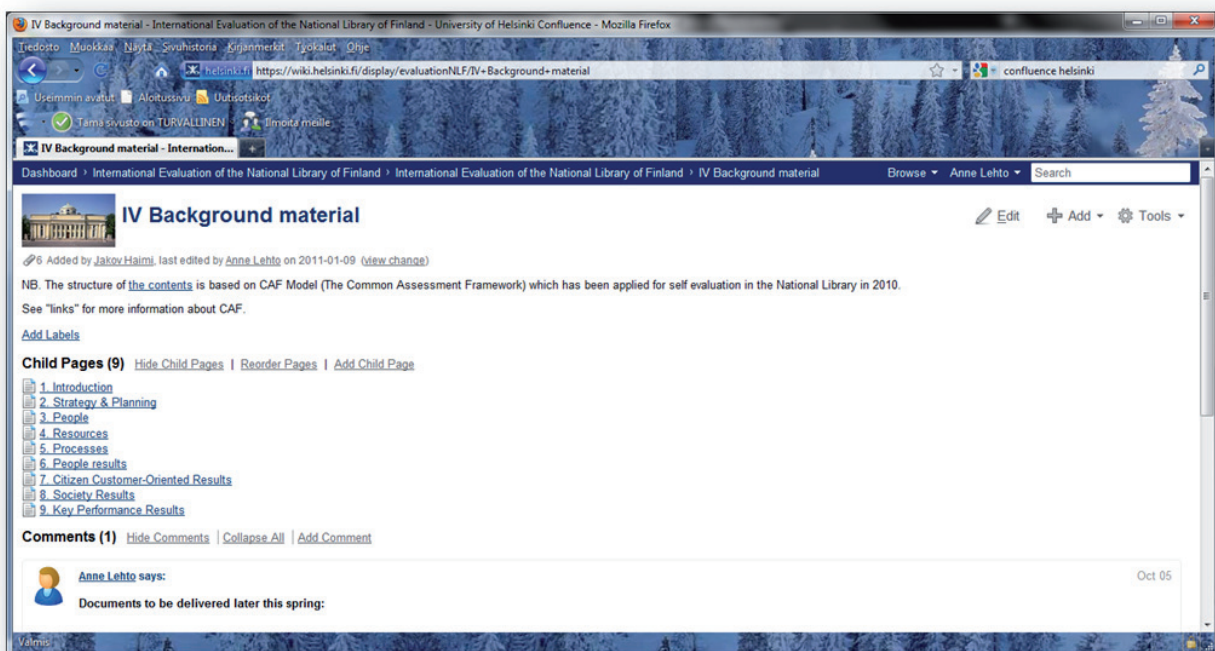 IV Background material - International Evaluation of the National Library of Finland - University of Helsinki Confluence - Mozilla Firefox
Tiedosto Muokkaa Näytä Sivuhistoria Kirjanmerkit Työkalut Ohje
helsinki.fi https://wiki.helsinki.fi/display/evaluationNLF/IV+Background+material confluence helsinki
Useimmin avatut Aloitussivu Uutisotsikot
Tämä sivusto on TURVALLINEN Ilmoita meille
IV Background material - Internation...
Dashboard › International Evaluation of the National Library of Finland › International Evaluation of the National Library of Finland › IV Background material Browse Anne Lehto Search
IV Background material Edit Add Tools
6 Added by Jakov Haimi, last edited by Anne Lehto on 2011-01-09 (view change)
NB. The structure of the contents is based on CAF Model (The Common Assessment Framework) which has been applied for self evaluation in the National Library in 2010.
See "links" for more information about CAF.
Add Labels
Child Pages (9) Hide Child Pages | Reorder Pages | Add Child Page
1. Introduction
2. Strategy & Planning
3. People
4. Resources
5. Processes
6. People results
7. Citizen Customer-Oriented Results
8. Society Results
9. Key Performance Results
Comments (1) Hide Comments | Collapse All | Add Comment
Anne Lehto says: Oct 05
Documents to be delivered later this spring:
Valmis